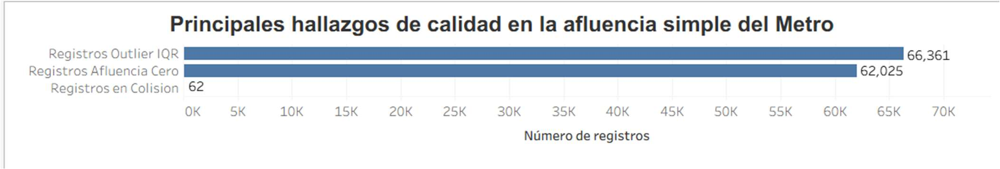 Principales hallazgos de calidad en la afluencia simple del Metro
Registros Outlier IQR 66,361
Registros Afluencia Cero 62,025
Registros en Colision 62
0K 5K 10K 15K 20K 25K 30K 35K 40K 45K 50K 55K 60K 65K 70K
Número de registros